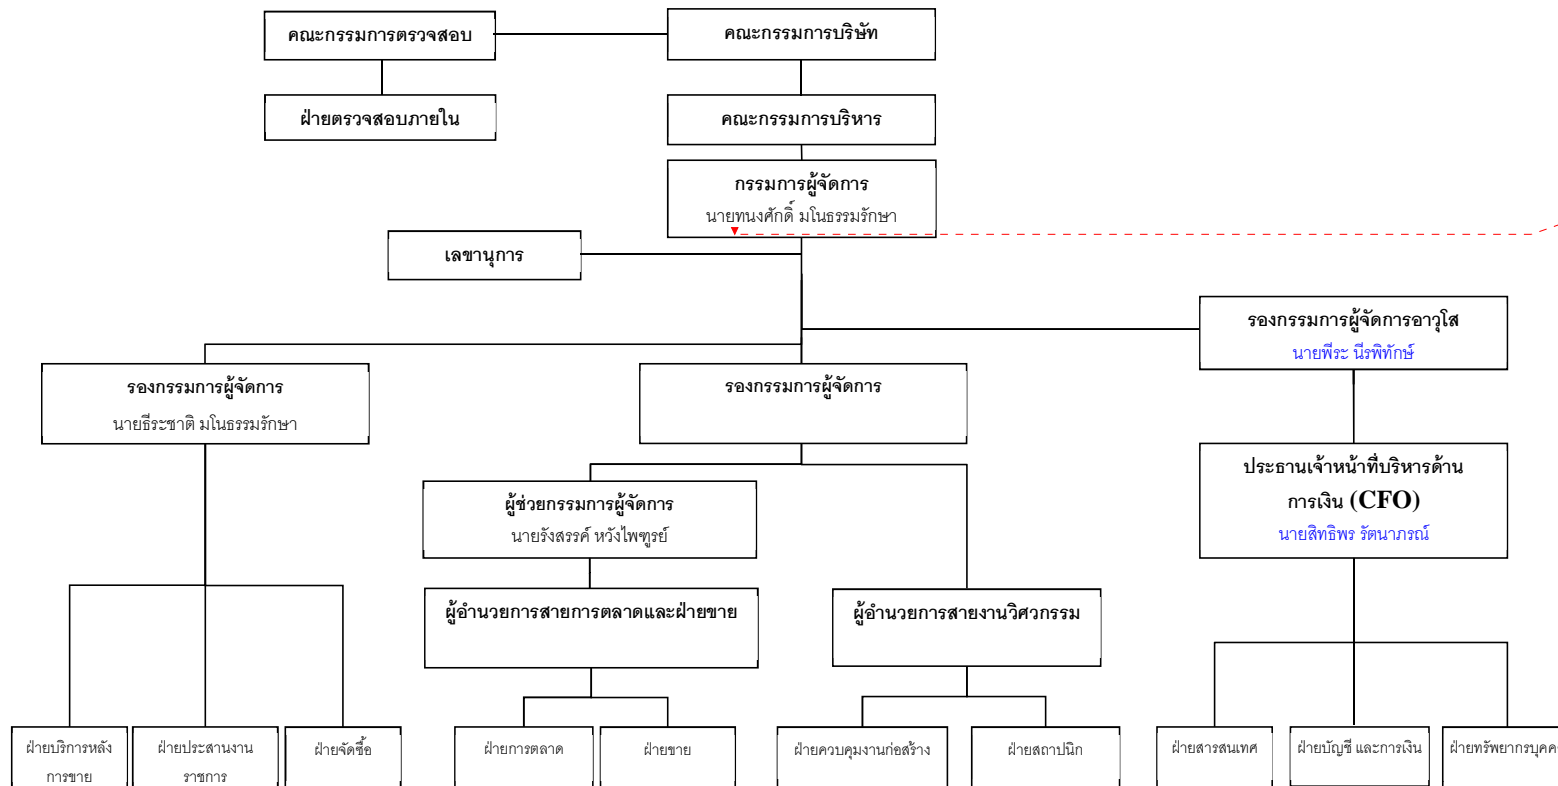 คณะกรรมการตรวจสอบ
คณะกรรมการบริษัท
ฝ่ายตรวจสอบภายใน
คณะกรรมการบริหาร
กรรมการผู้จัดการ
นายทนงศักดิ์ มโนธรรมรักษา
เลขานุการ
รองกรรมการผู้จัดการอาวุโส
นายพีระ นีรพิทักษ์
รองกรรมการผู้จัดการ
นายธีระชาติ มโนธรรมรักษา
รองกรรมการผู้จัดการ
ประธานเจ้าหน้าที่บริหารด้าน
การเงิน (CFO)
นายสิทธิพร รัตนาภรณ์
ผู้ช่วยกรรมการผู้จัดการ
นายรังสรรค์ หวังไพฑูรย์
ผู้อำนวยการสายการตลาดและฝ่ายขาย
ผู้อำนวยการสายงานวิศวกรรม
ฝ่ายบริการหลัง
การขาย
ฝ่ายประสานงาน
ราชการ
ฝ่ายจัดซื้อ
ฝ่ายการตลาด
ฝ่ายขาย
ฝ่ายควบคุมงานก่อสร้าง
ฝ่ายสถาปนิก
ฝ่ายสารสนเทศ
ฝ่ายบัญชี และการเงิน
ฝ่ายทรัพยากรบุคค